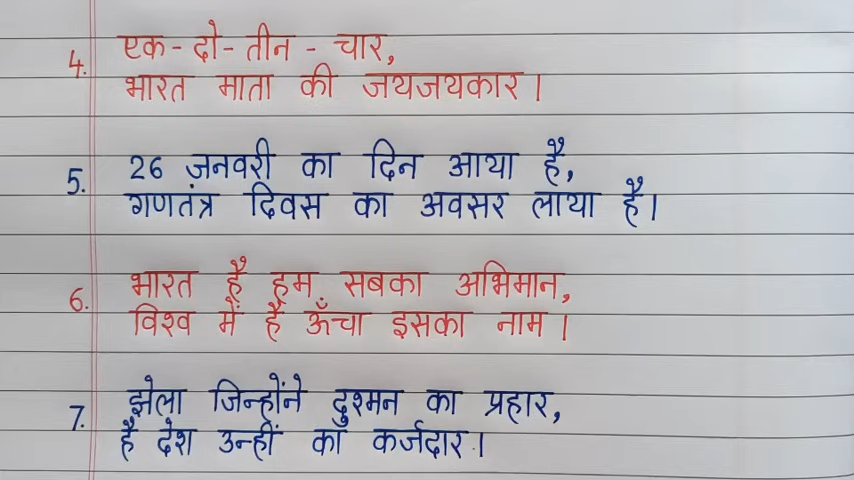 4. एक - दो - तीन - चार,
भारत माता की जयजयकार।
5. 26 जनवरी का दिन आया है,
गणतंत्र दिवस का अवसर लाया है।
6. भारत है हम सबका अभिमान,
विश्व में है ऊँचा इसका नाम।
7. झेला जिन्होंने दुश्मन का प्रहार,
है देश उन्हीं का कर्जदार।